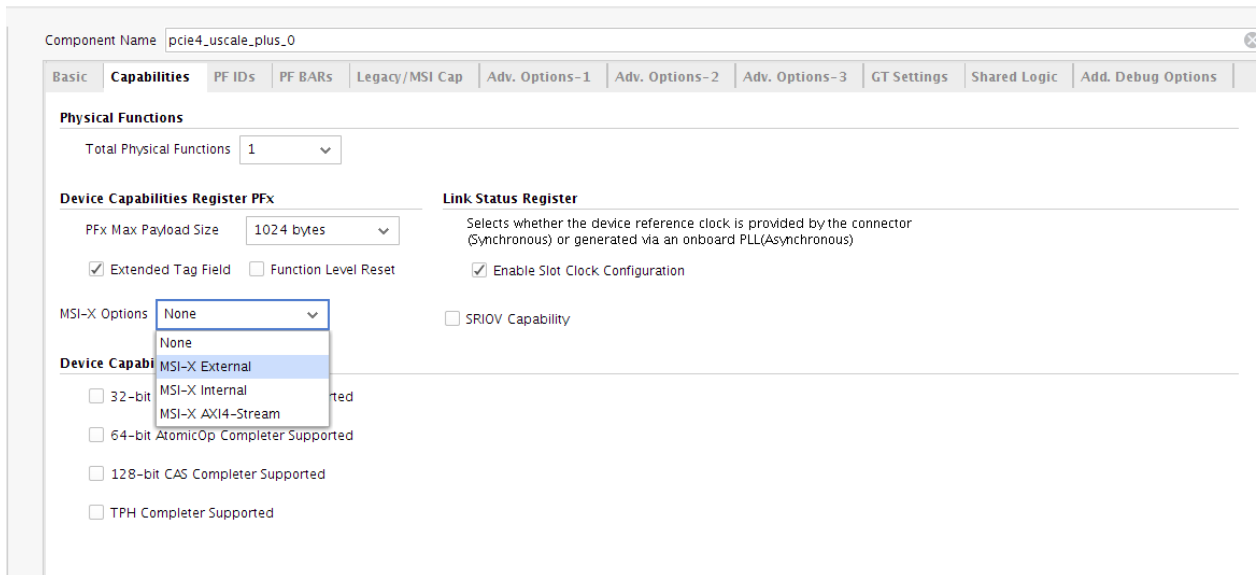 Component Name pcie4_uscale_plus_0
Basic Capabilities PF IDs PF BARs Legacy/MSI Cap Adv. Options-1 Adv. Options-2 Adv. Options-3 GT Settings Shared Logic Add. Debug Options
Physical Functions
Total Physical Functions 1
Device Capabilities Register PFx
PFx Max Payload Size 1024 bytes
Extended Tag Field Function Level Reset
MSI-X Options None
None
MSI-X External
MSI-X Internal
MSI-X AXI4-Stream
Link Status Register
Selects whether the device reference clock is provided by the connector
(Synchronous) or generated via an onboard PLL(Asynchronous)
Enable Slot Clock Configuration
SRIOV Capability
Device Capabi
32-bit rted
64-bit AtomicOp Completer Supported
128-bit CAS Completer Supported
TPH Completer Supported